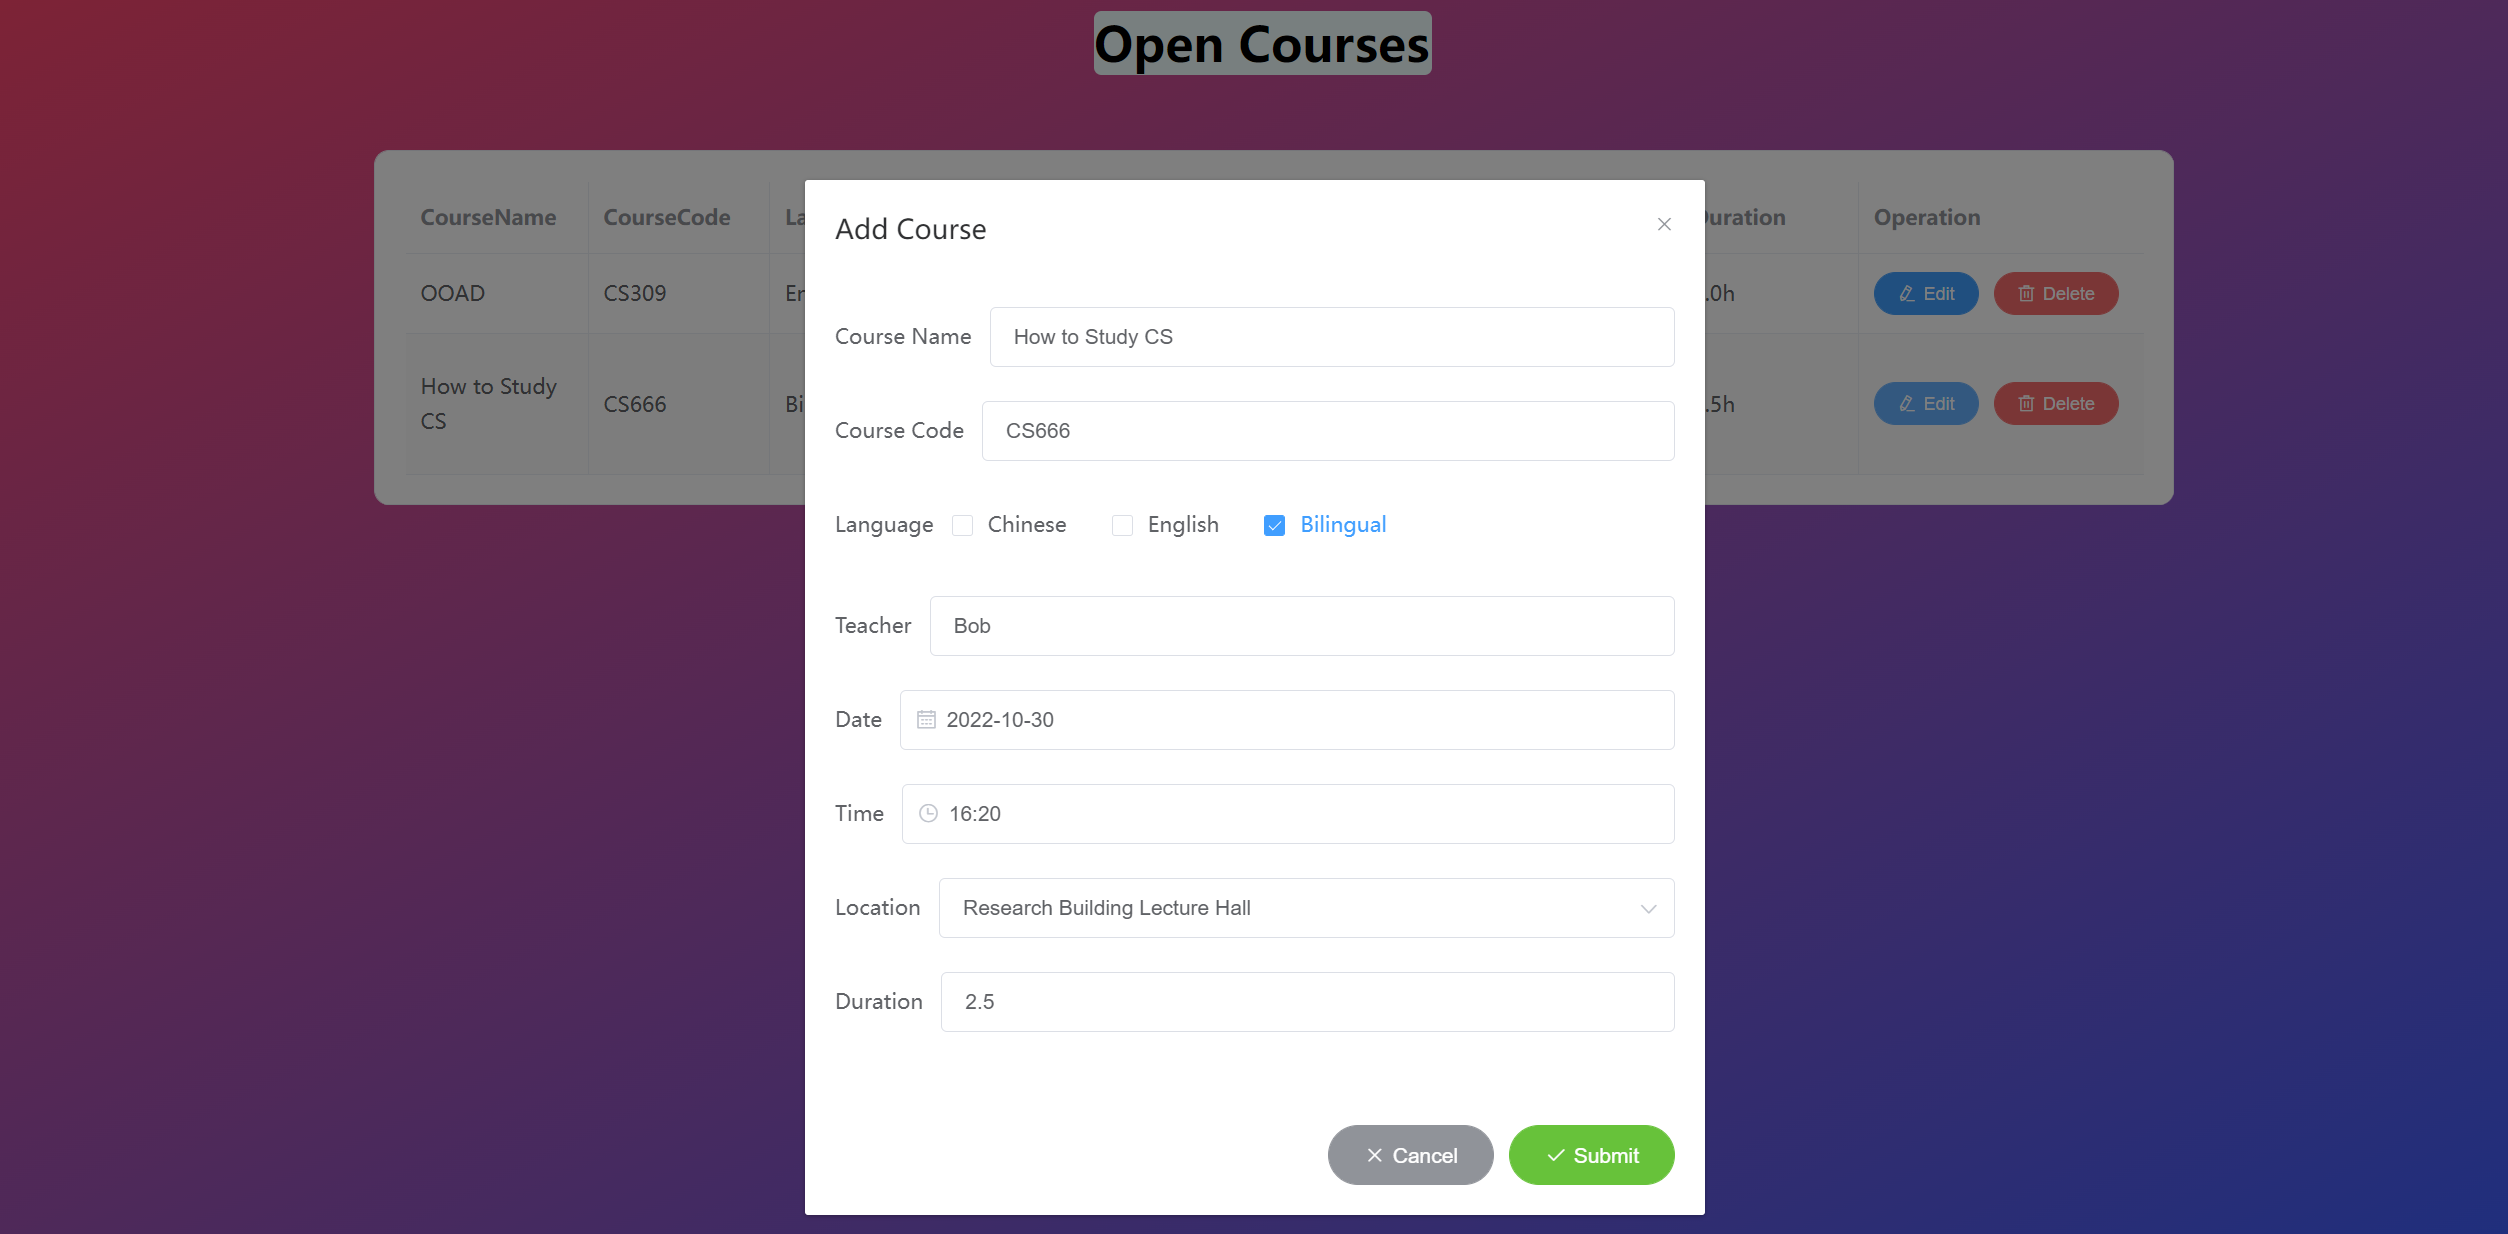 Open Courses
CourseName CourseCode La uration Operation
OOAD CS309 En .0h Edit Delete
How to Study
CS
CS666 Bi .5h Edit Delete
Add Course
Course Name How to Study CS
Course Code CS666
Language Chinese English Bilingual
Teacher Bob
Date 2022-10-30
Time 16:20
Location Research Building Lecture Hall
Duration 2.5
Cancel Submit